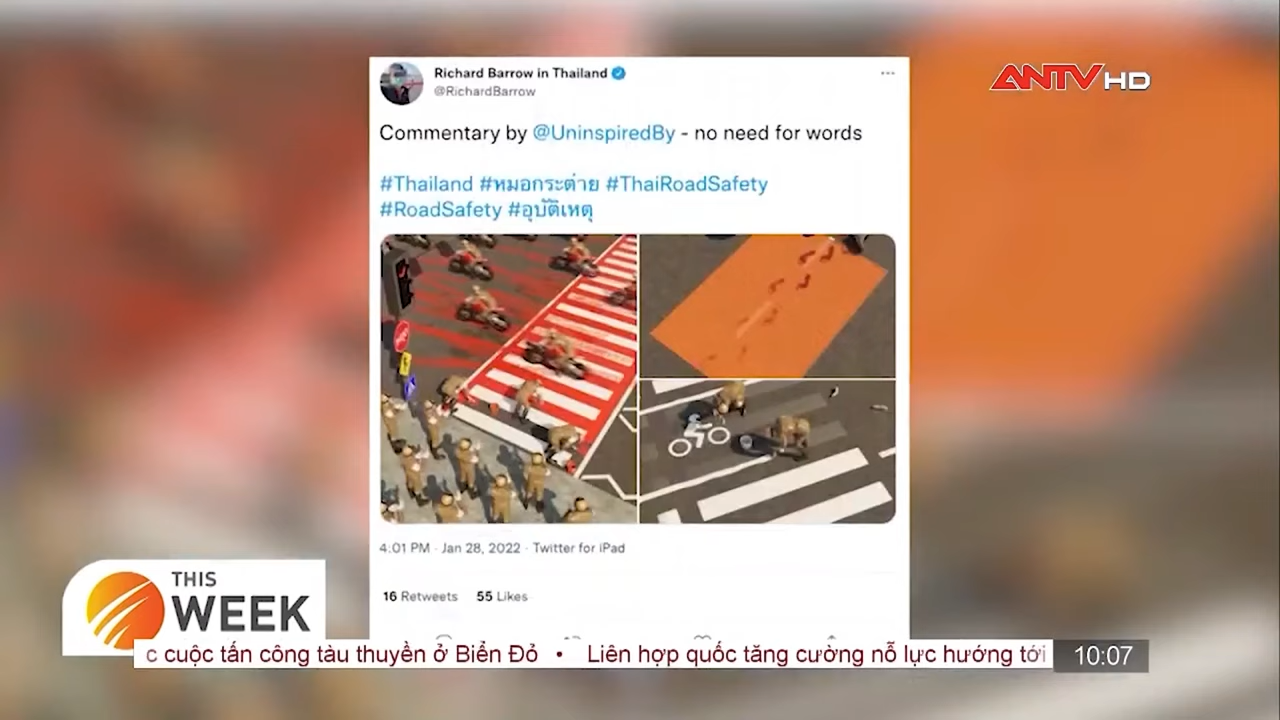 Richard Barrow in Thailand
@RichardBarrow
ANTV HD
Commentary by @UninspiredBy - no need for words
#Thailand #หมอกระต่าย #ThaiRoadSafety
#RoadSafety #อุบัติเหตุ
4:01 PM · Jan 28, 2022 · Twitter for iPad
16 Retweets 55 Likes
THIS
WEEK
c cuộc tấn công tàu thuyền ở Biển Đỏ • Liên hợp quốc tăng cường nỗ lực hướng tới
10:07